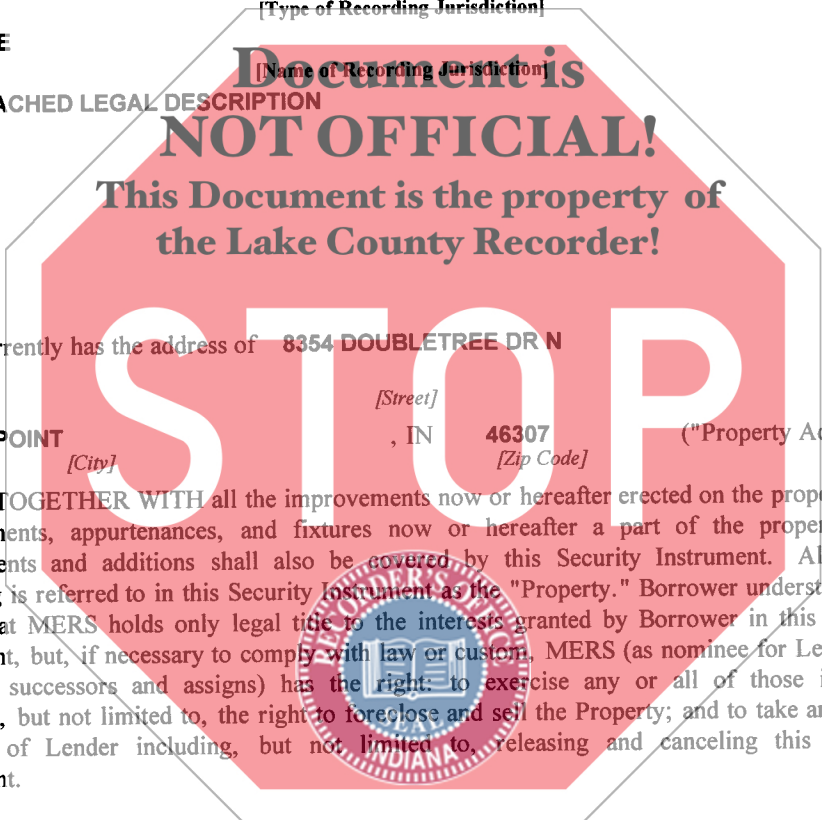 [Type of Recording Jurisdiction]
E
Document is
[Name of Recording Jurisdiction]
ACHED LEGAL DESCRIPTION
NOT OFFICIAL!
This Document is the property of
the Lake County Recorder!
STOP
rrently has the address of 8354 DOUBLETREE DR N
[Street]
POINT , IN 46307 ("Property Ad
[City] [Zip Code]
TOGETHER WITH all the improvements now or hereafter erected on the prope
ents, appurtenances, and fixtures now or hereafter a part of the proper
ents and additions shall also be covered by this Security Instrument. Al
g is referred to in this Security Instrument as the "Property." Borrower underst
at MERS holds only legal title to the interests granted by Borrower in this
nt, but, if necessary to comply with law or custom, MERS (as nominee for Le
successors and assigns) has the right: to exercise any or all of those i
, but not limited to, the right to foreclose and sell the Property; and to take an
of Lender including, but not limited to, releasing and canceling this
nt.
RECORDER'S OFFICE
SEAL
INDIANA